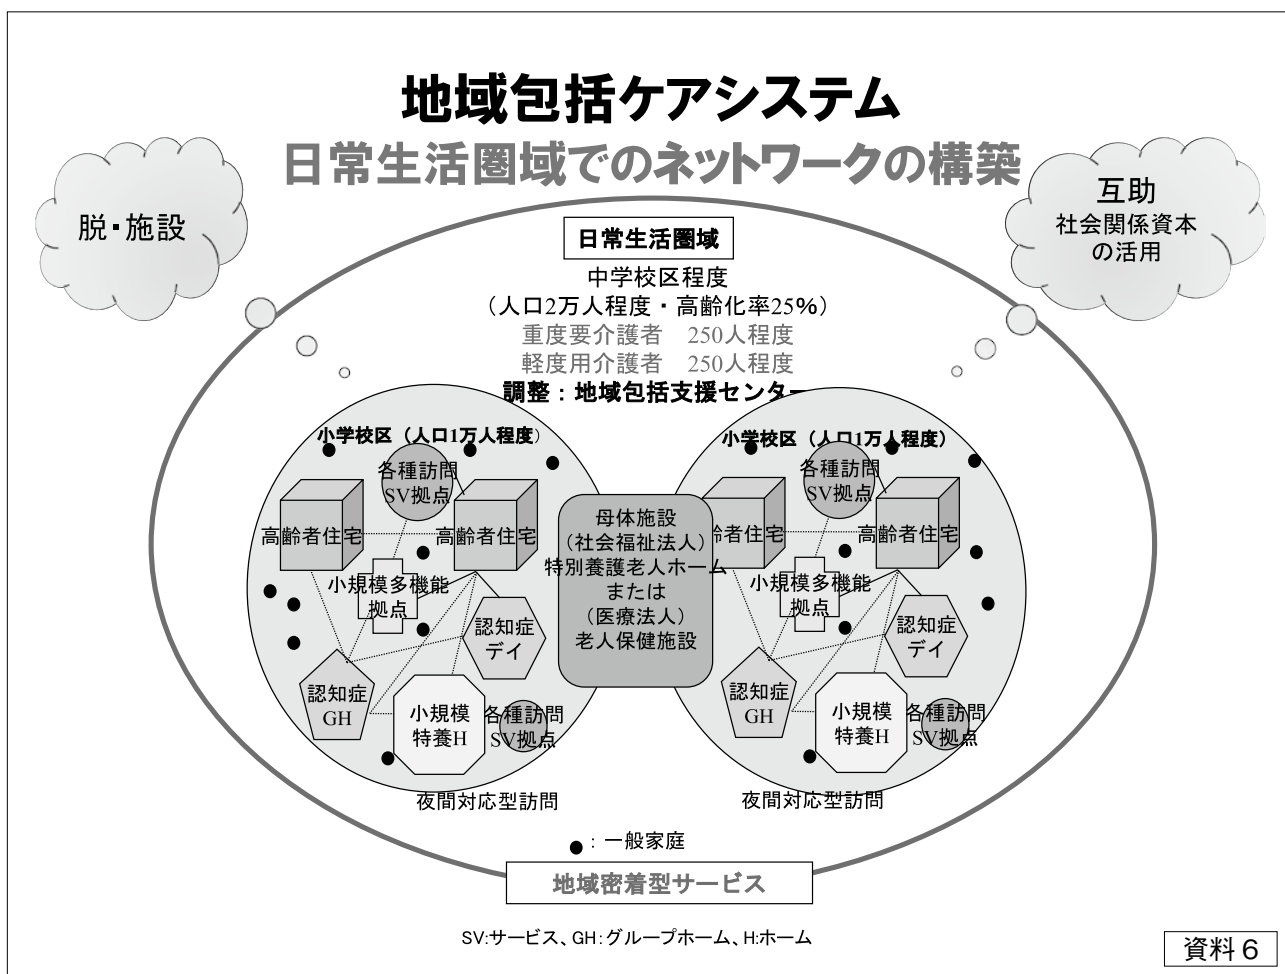 地域包括ケアシステム
日常生活圏域でのネットワークの構築
脱・施設
互助
社会関係資本
の活用
日常生活圏域
中学校区程度
（人口2万人程度・高齢化率25%）
重度要介護者　250人程度
軽度用介護者　250人程度
調整：地域包括支援センター
小学校区（人口1万人程度）
各種訪問
SV拠点
高齢者住宅
高齢者住宅
小規模多機能
拠点
認知症
デイ
認知症
GH
小規模
特養H
各種訪問
SV拠点
夜間対応型訪問
母体施設
（社会福祉法人）
特別養護老人ホーム
または
（医療法人）
老人保健施設
小学校区（人口1万人程度）
各種訪問
SV拠点
齢者住宅
高齢者住宅
小規模多機能
拠点
認知症
デイ
認知症
GH
小規模
特養H
各種訪問
SV拠点
夜間対応型訪問
●：一般家庭
地域密着型サービス
SV:サービス、GH:グループホーム、H:ホーム
資料６